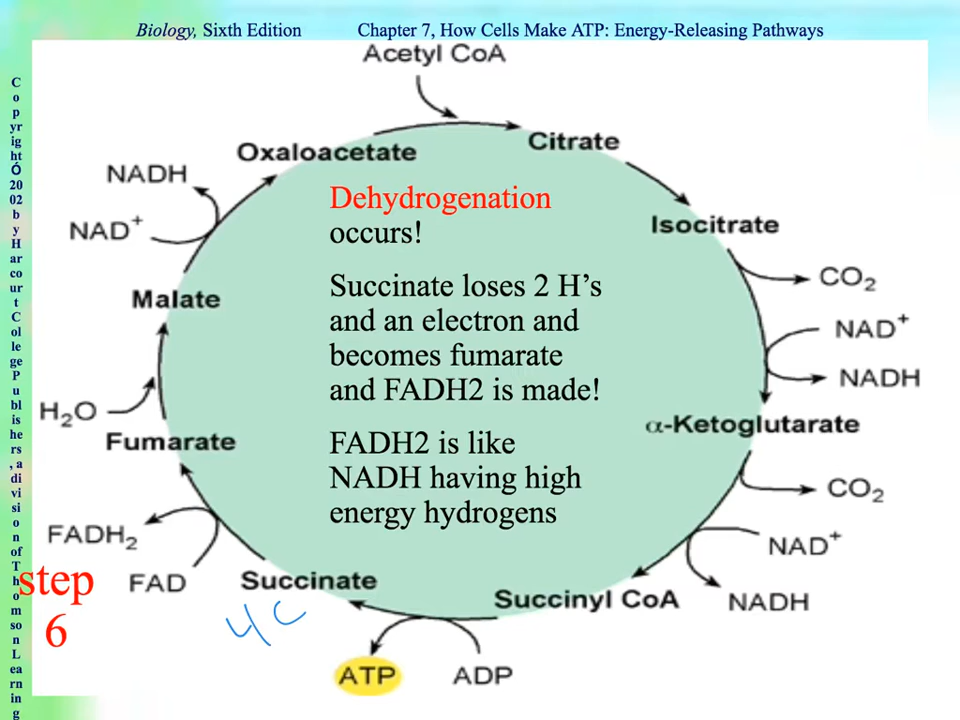 Biology, Sixth Edition
Chapter 7, How Cells Make ATP: Energy-Releasing Pathways
Copyright Ó 2002 by Harcourt College Publishers, a division of Thomson Learning
Acetyl CoA
Oxaloacetate
Citrate
NADH
NAD⁺
Isocitrate
Dehydrogenation
occurs!
CO₂
Malate
Succinate loses 2 H’s
and an electron and
becomes fumarate
and FADH2 is made!
NAD⁺
NADH
H₂O
Fumarate
α-Ketoglutarate
FADH2 is like
NADH having high
energy hydrogens
CO₂
FADH₂
FAD
NAD⁺
NADH
step
6
Succinate
Succinyl CoA
4C
ATP
ADP